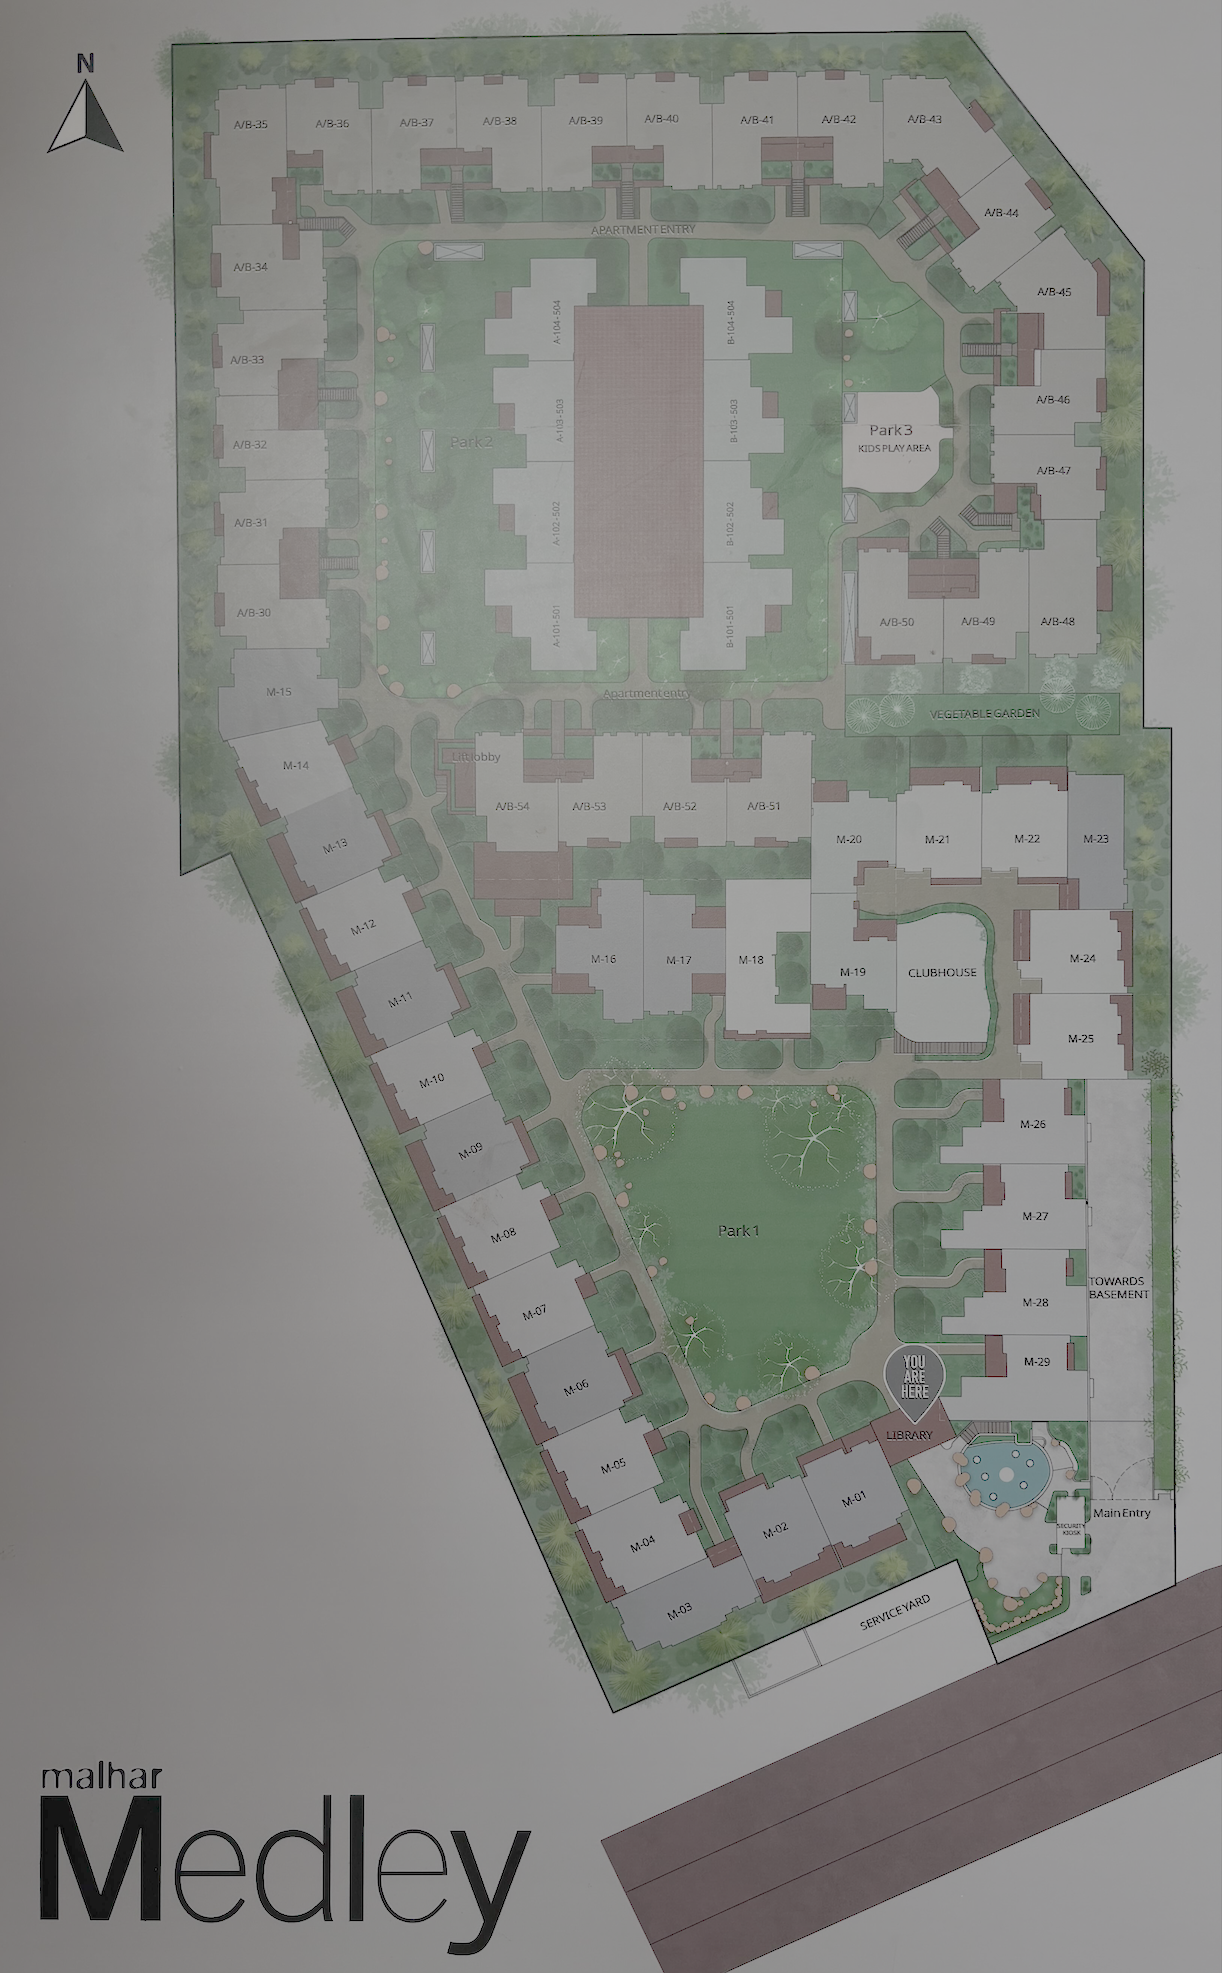 N
A/B-35
A/B-36
A/B-37
A/B-38
A/B-39
A/B-40
A/B-41
A/B-42
A/B-43
A/B-44
A/B-34
APARTMENT ENTRY
A/B-45
A/B-33
A-104-504
B-104-504
A/B-46
A/B-32
Park 2
A-103-503
B-103-503
Park 3
KIDS PLAY AREA
A/B-47
A/B-31
A-102-502
B-102-502
A/B-30
A-101-501
B-101-501
A/B-50
A/B-49
A/B-48
M-15
Apartment entry
VEGETABLE GARDEN
M-14
Lift lobby
A/B-54
A/B-53
A/B-52
A/B-51
M-13
M-20
M-21
M-22
M-23
M-12
M-16
M-17
M-18
M-19
CLUBHOUSE
M-24
M-11
M-25
M-10
M-26
M-09
M-27
M-08
Park 1
M-07
M-28
TOWARDS
BASEMENT
M-06
YOU
ARE
HERE
M-29
M-05
LIBRARY
M-04
M-02
M-01
Main Entry
SECURITY
KIOSK
M-03
SERVICE YARD
malhar
Medley